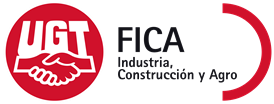 UGT
FICA
Industria,
Construcción y Agro